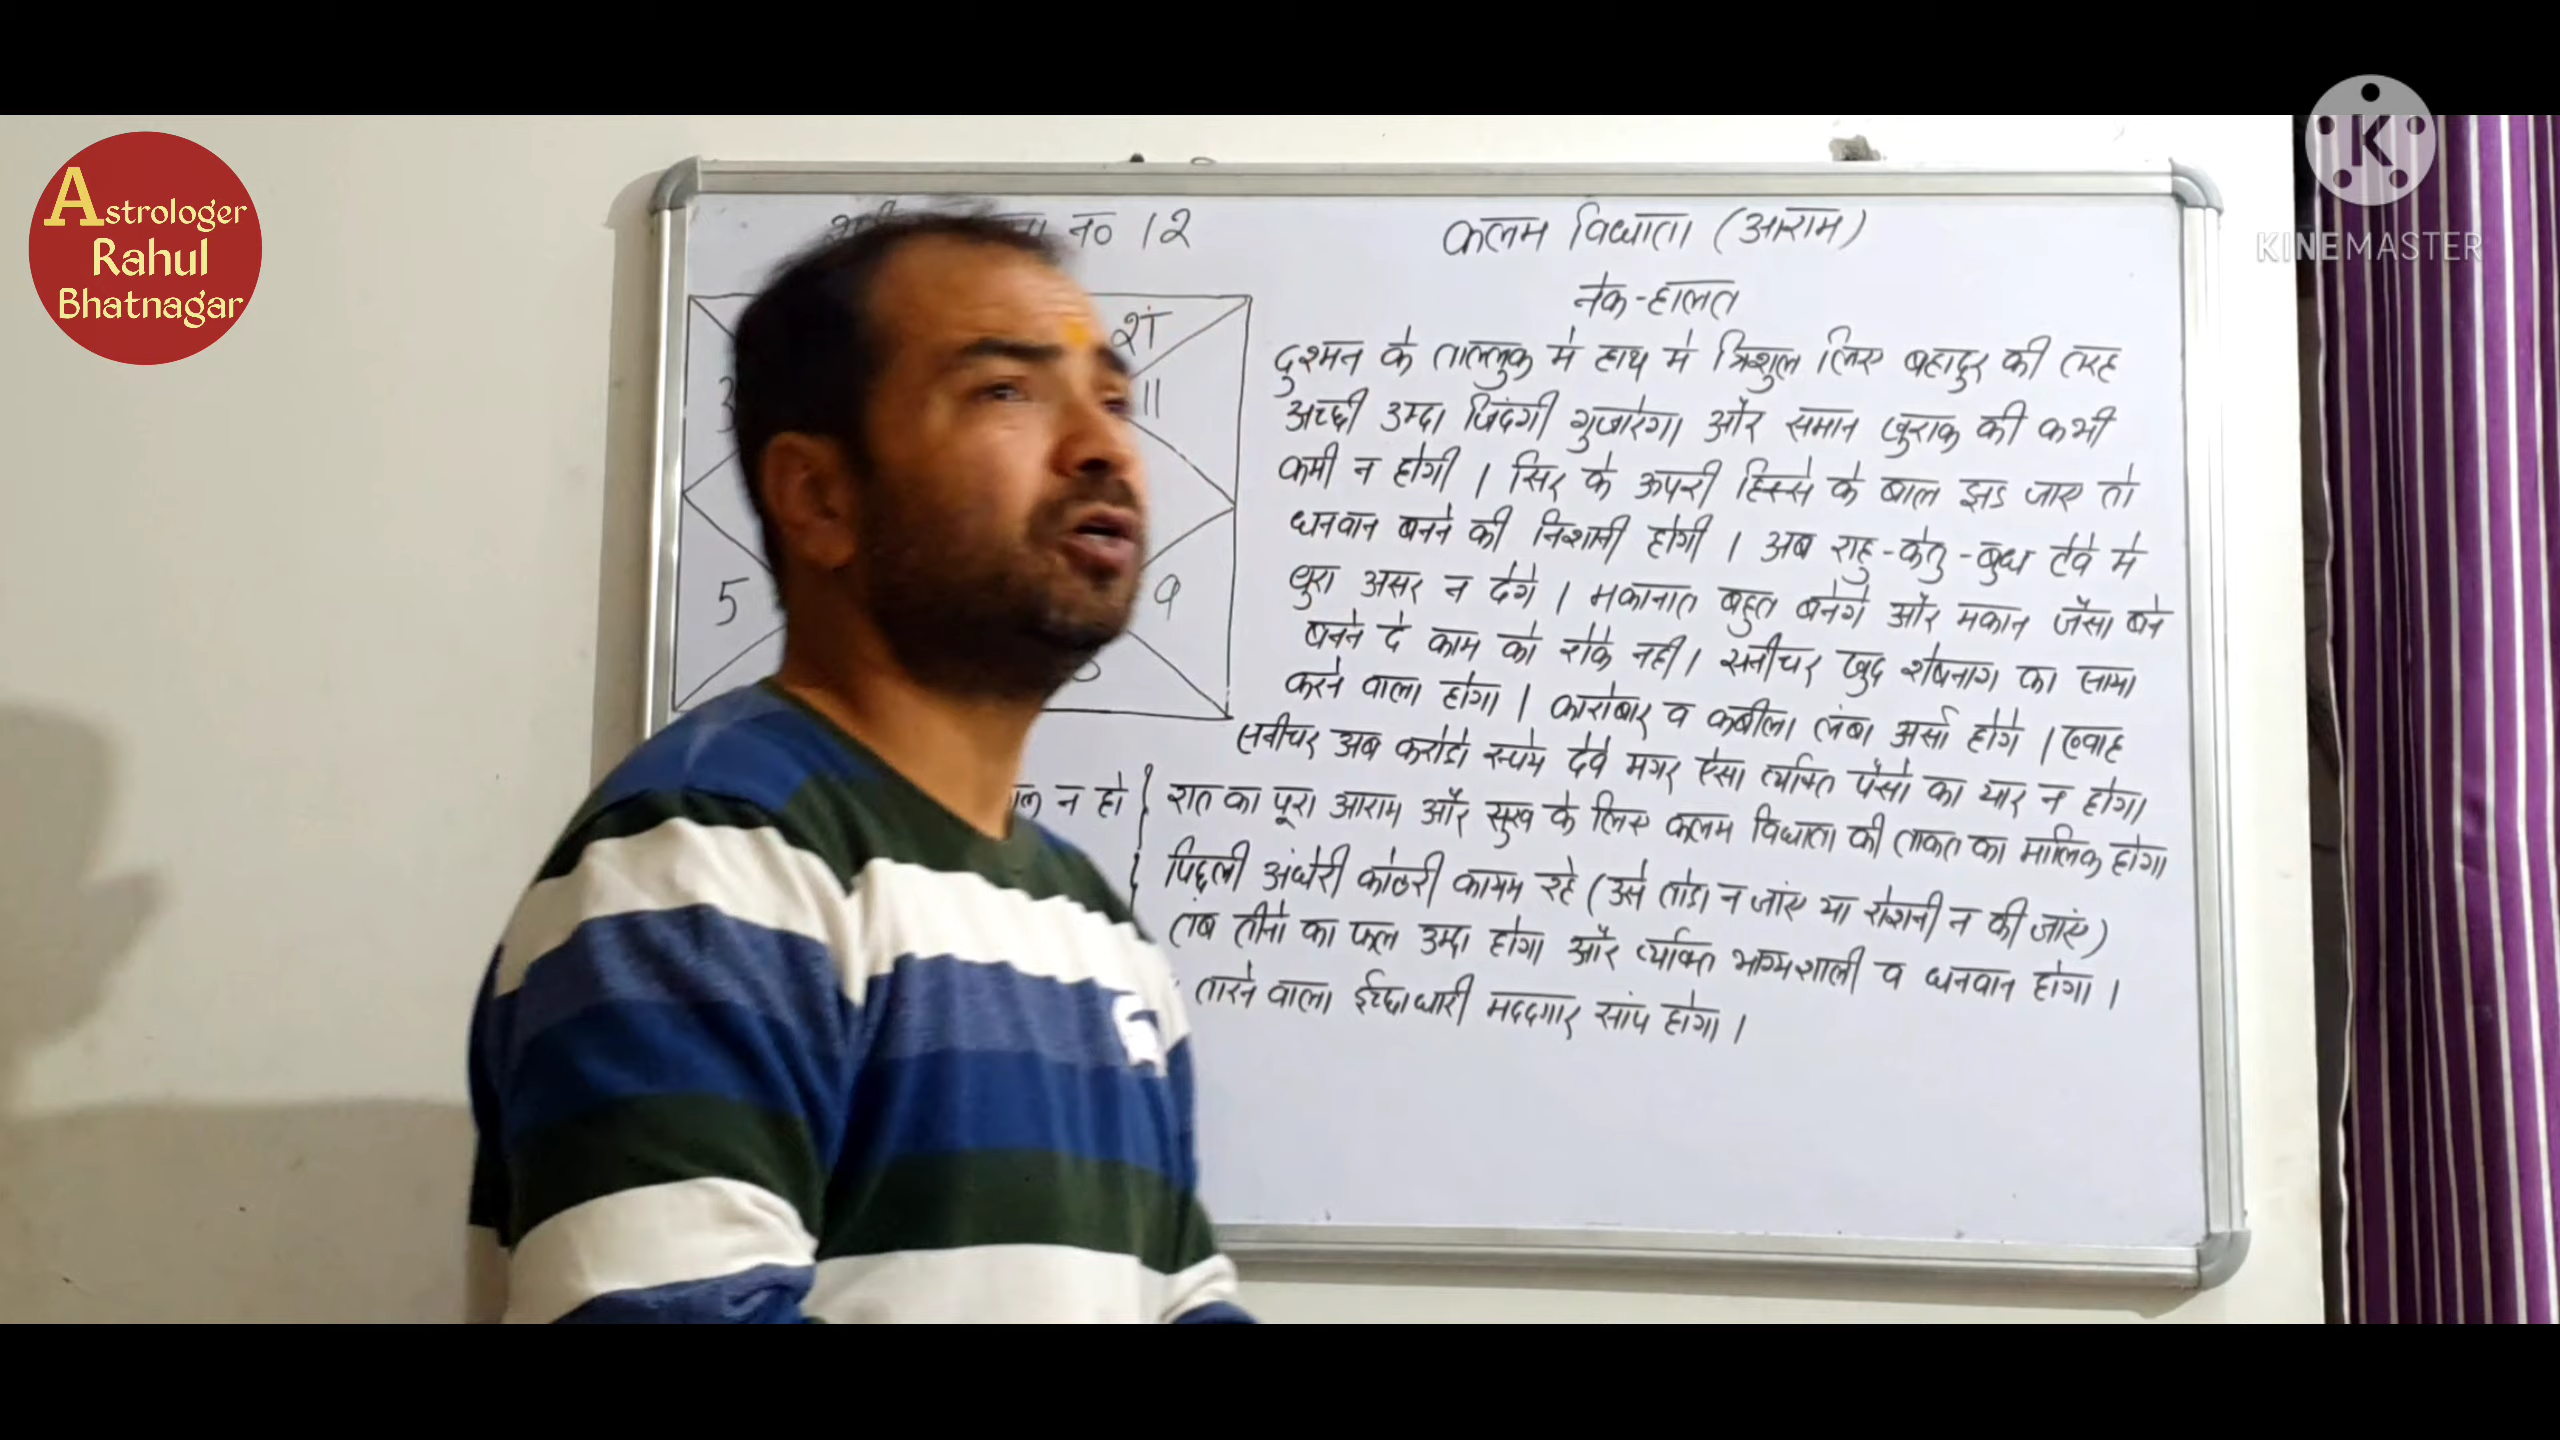 Astrologer
Rahul
Bhatnagar
KINEMASTER
न० 12
कलम विधाता (आराम)
नेक-हालत
शं
11
5
9
दुश्मन के ताल्लुक मे हाथ मे त्रिशुल लिए बहादुर की तरह
अच्छी उम्दा जिंदगी गुजारेगा और समान खुराक की कभी
कमी न होगी । सिर के ऊपरी हिस्से के बाल झड जाए तो
धनवान बनने की निशानी होगी । अब राहु-केतु-बुध टेवे मे
बुरा असर न देगे । मकानात बहुत बनेगे और मकान जैसा बने
बनने दे काम को रोके नही । सनीचर खुद शेषनाग का साया
करने वाला होगा । कारोबार व कबीला लंबा अर्सा होगे । ख्वाह
सनीचर अब करोडो रूपये देवे मगर ऐसा व्यक्ति पैसो का यार न होगा
न हो } रात का पूरा आराम और सुख के लिए कलम विधाता की ताकत का मालिक होगा
पिछली अंधेरी कोठरी कायम रहे (उसे तोडा न जांए या रोशनी न की जांए)
तब तीनो का फल उम्दा होगा और व्यक्ति भाग्यशाली व धनवान होगा ।
तारने वाला ईच्छाधारी मददगार सांप होगा ।